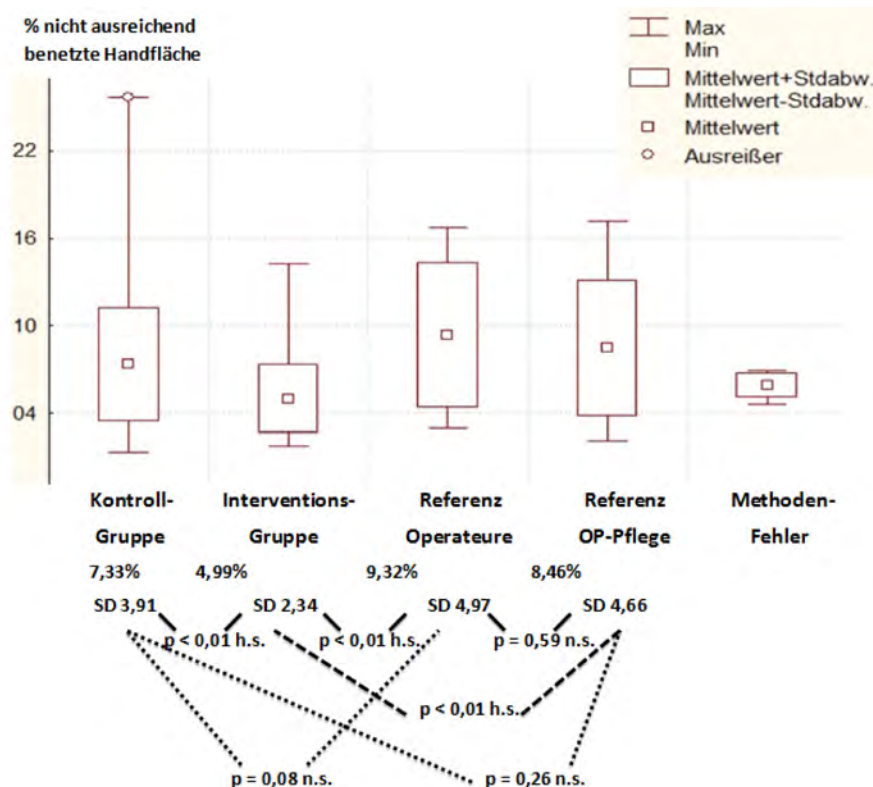 % nicht ausreichend
benetzte Handfläche
Max
Min
Mittelwert+Stdabw.
Mittelwert-Stdabw.
Mittelwert
Ausreißer
22
16
10
04
Kontroll- Interventions- Referenz Referenz Methoden-
Gruppe Gruppe Operateure OP-Pflege Fehler
7,33% 4,99% 9,32% 8,46%
SD 3,91 SD 2,34 SD 4,97 SD 4,66
p < 0,01 h.s. p < 0,01 h.s. p = 0,59 n.s.
p < 0,01 h.s.
p = 0,08 n.s. p = 0,26 n.s.